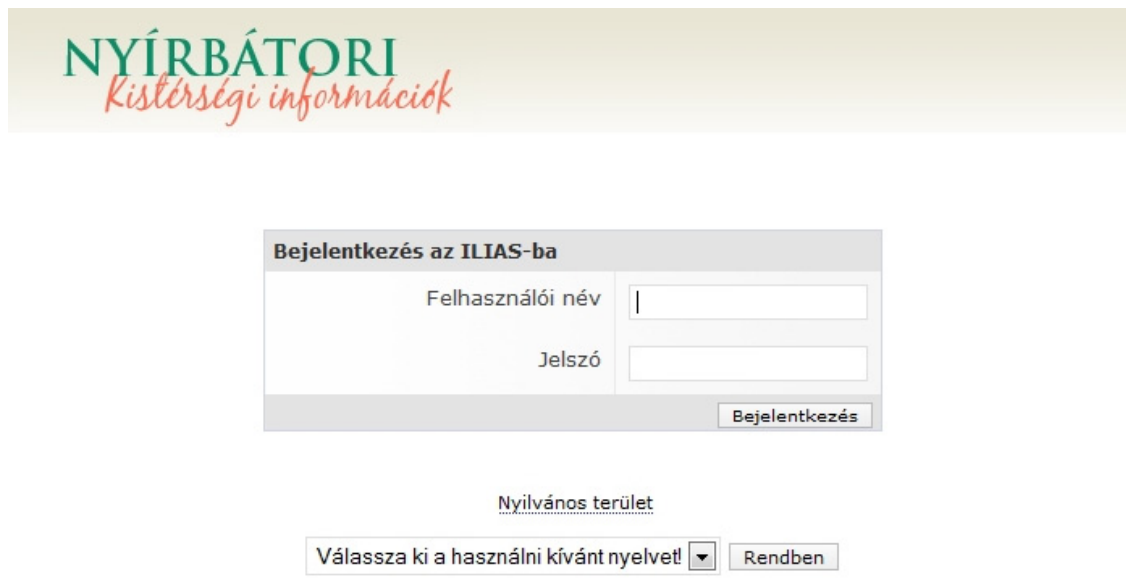 NYÍRBÁTORI
Kistérségi információk
Bejelentkezés az ILIAS-ba
Felhasználói név
Jelszó
Bejelentkezés
Nyilvános terület
Válassza ki a használni kívánt nyelvet! Rendben